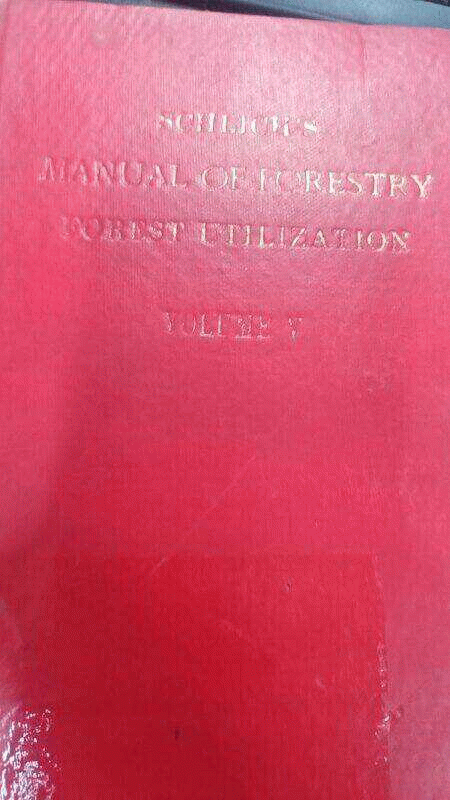 SCHLICH'S
MANUAL OF FORESTRY
FOREST UTILIZATION
VOLUME V